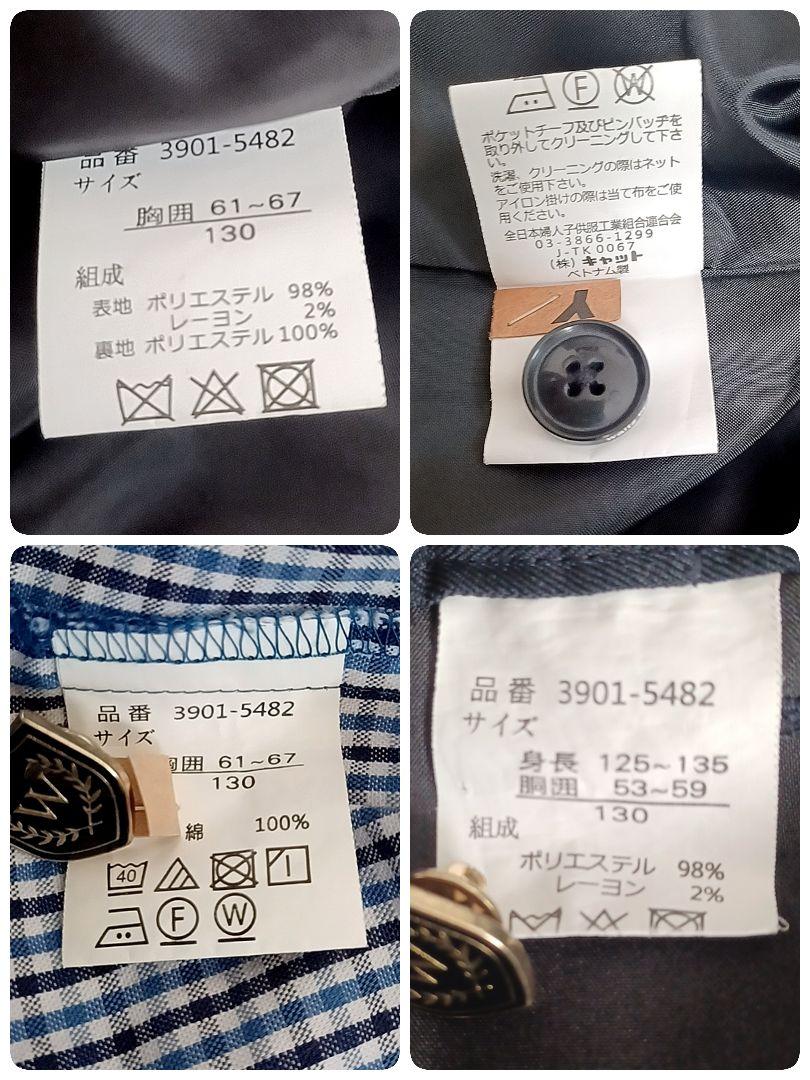 品番 3901-5482
サイズ
胸囲 61~67
130
組成
表地 ポリエステル 98%
レーヨン 2%
裏地 ポリエステル 100%
F
W
ポケットチーフ及びピンバッヂを
取り外してクリーニングして下さ
い。
洗濯、クリーニングの際はネット
をご使用下さい。
アイロン掛けの際は当て布をご使
用ください。
全日本婦人子供服工業組合連合会
03-3866-1299
J-TK 0067
(株) キャット
ベトナム製
品番 3901-5482
サイズ
胸囲 61~67
130
綿 100%
40
F W
W
品番 3901-5482
サイズ
身長 125~135
胴囲 53~59
130
組成
ポリエステル 98%
レーヨン 2%
W